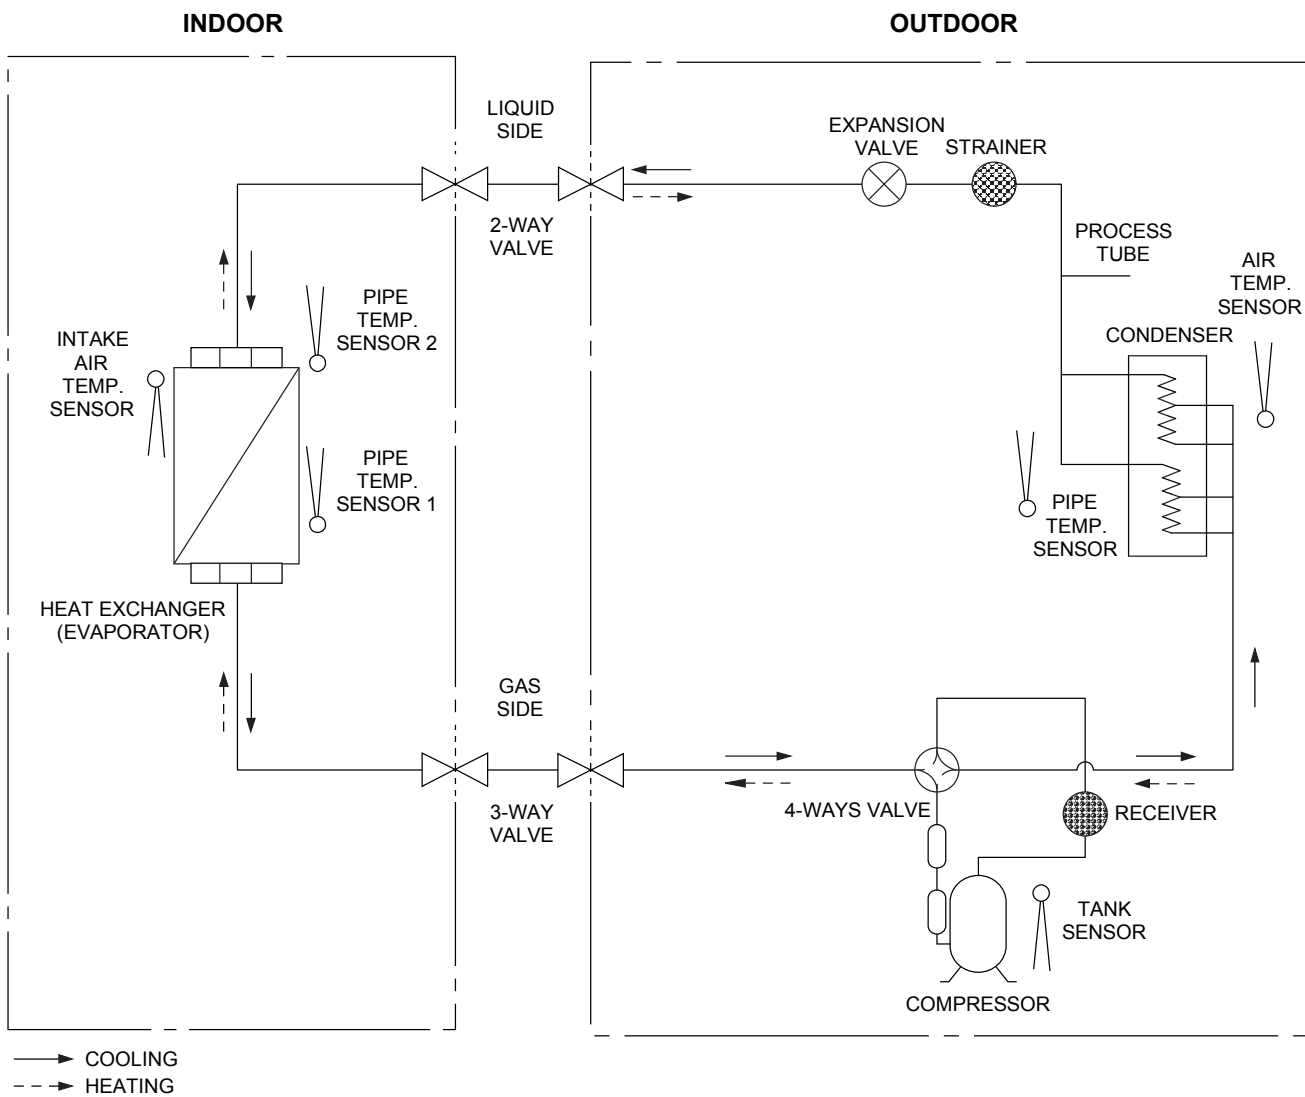 INDOOR
OUTDOOR
LIQUID
SIDE
EXPANSION
VALVE
STRAINER
2-WAY
VALVE
PROCESS
TUBE
AIR
TEMP.
SENSOR
PIPE
TEMP.
SENSOR 2
INTAKE
AIR
TEMP.
SENSOR
CONDENSER
PIPE
TEMP.
SENSOR 1
PIPE
TEMP.
SENSOR
HEAT EXCHANGER
(EVAPORATOR)
GAS
SIDE
3-WAY
VALVE
4-WAYS VALVE
RECEIVER
TANK
SENSOR
COMPRESSOR
COOLING
HEATING